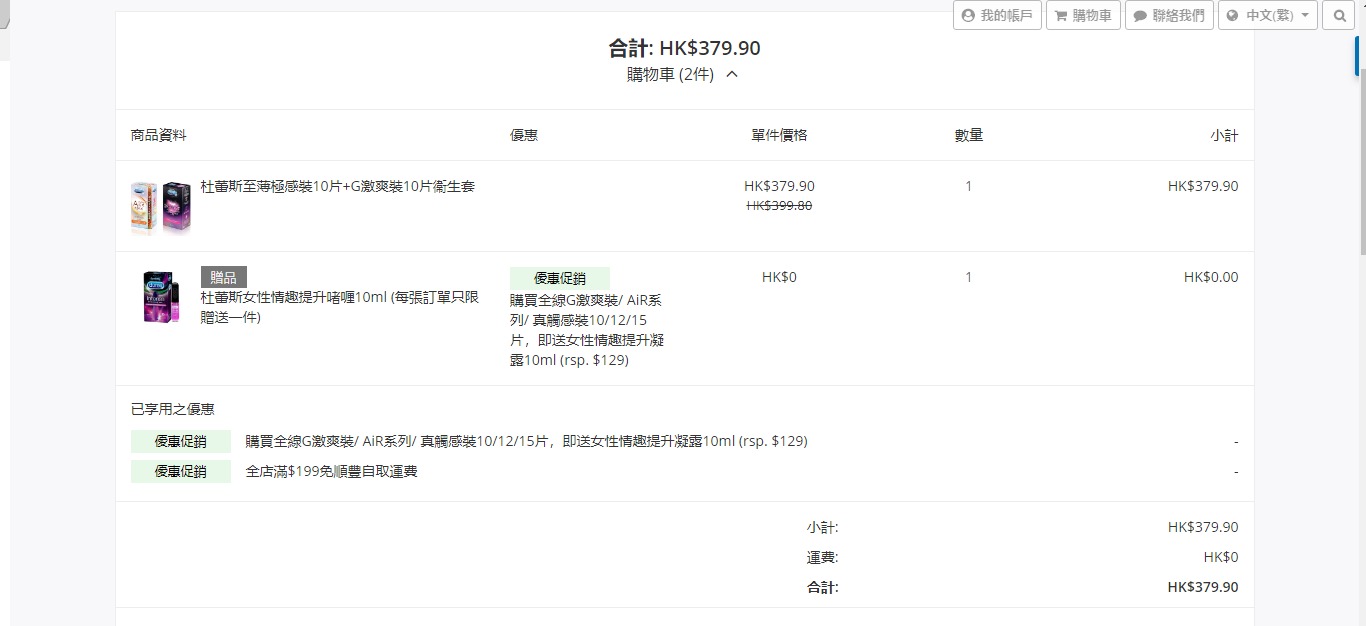 我的帳戶
購物車
聯絡我們
中文(繁)
合計: HK$379.90
購物車 (2件)
商品資料
優惠
單件價格
數量
小計
杜蕾斯至薄極感裝10片+G激爽裝10片衞生套
HK$379.90
1
HK$379.90
HK$399.80
贈品
優惠促銷
HK$0
1
HK$0.00
杜蕾斯女性情趣提升啫喱10ml (每張訂單只限
贈送一件)
購買全線G激爽裝/ AiR系
列/ 真觸感裝10/12/15
片，即送女性情趣提升凝
露10ml (rsp. $129)
已享用之優惠
優惠促銷
購買全線G激爽裝/ AiR系列/ 真觸感裝10/12/15片，即送女性情趣提升凝露10ml (rsp. $129)
-
優惠促銷
全店滿$199免順豐自取運費
-
小計:
HK$379.90
運費:
HK$0
合計:
HK$379.90